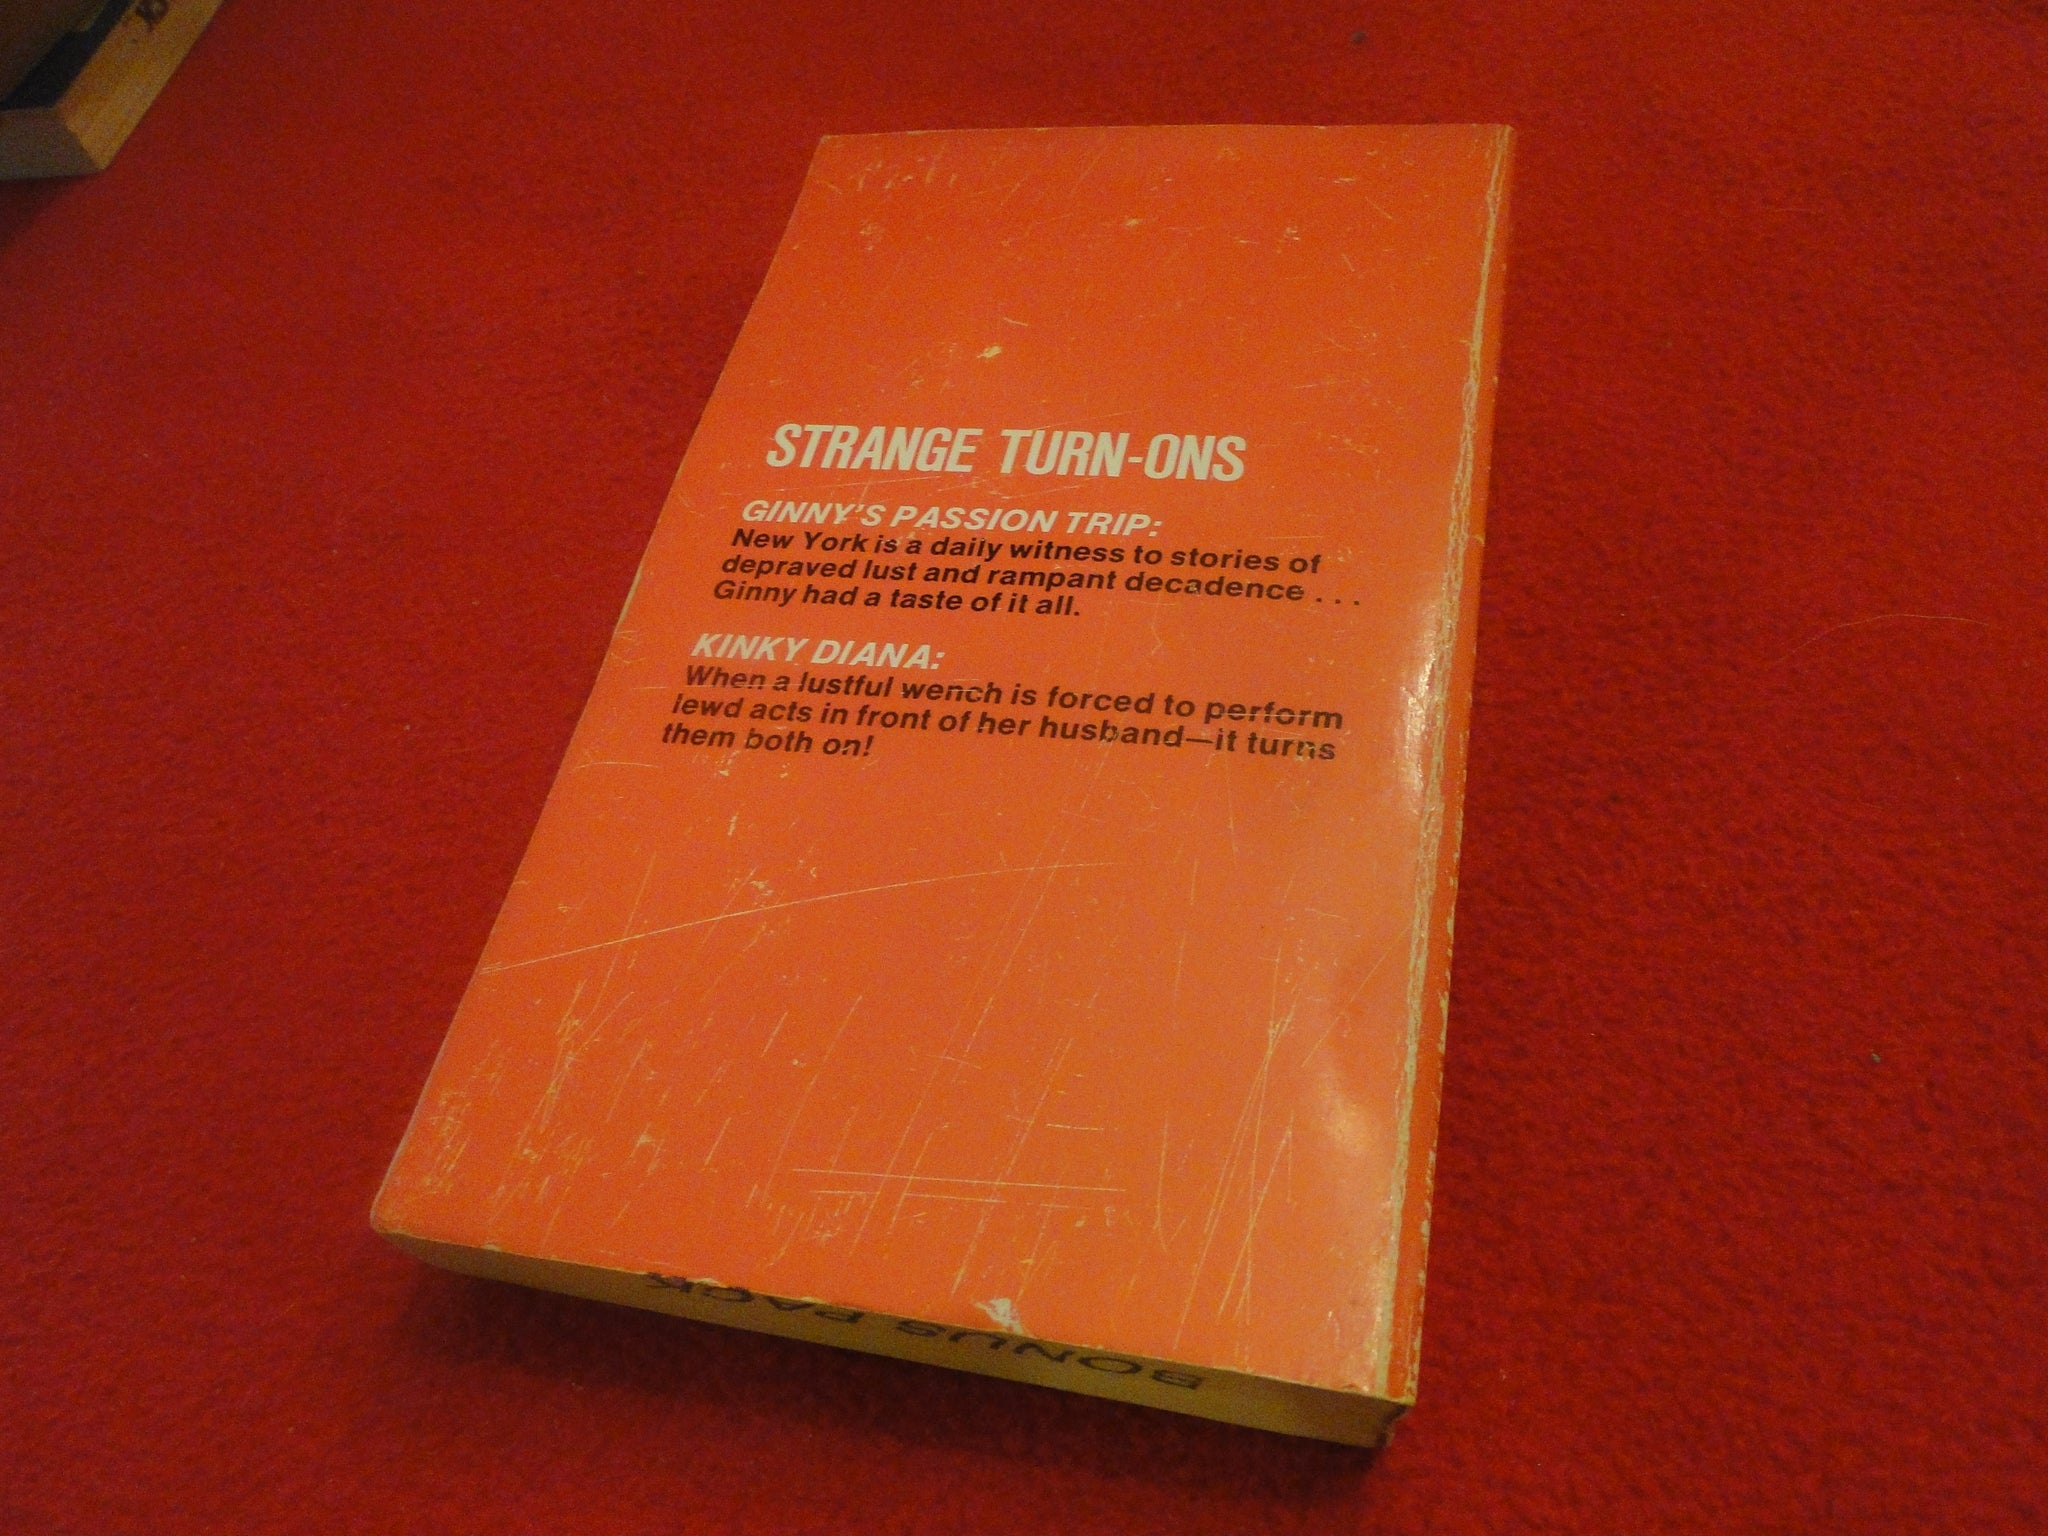 STRANGE TURN-ONS
GINNY'S PASSION TRIP:
New York is a daily witness to stories of
depraved lust and rampant decadence . . .
Ginny had a taste of it all.
KINKY DIANA:
When a lustful wench is forced to perform
lewd acts in front of her husband—it turns
them both on!
BONUS PACK